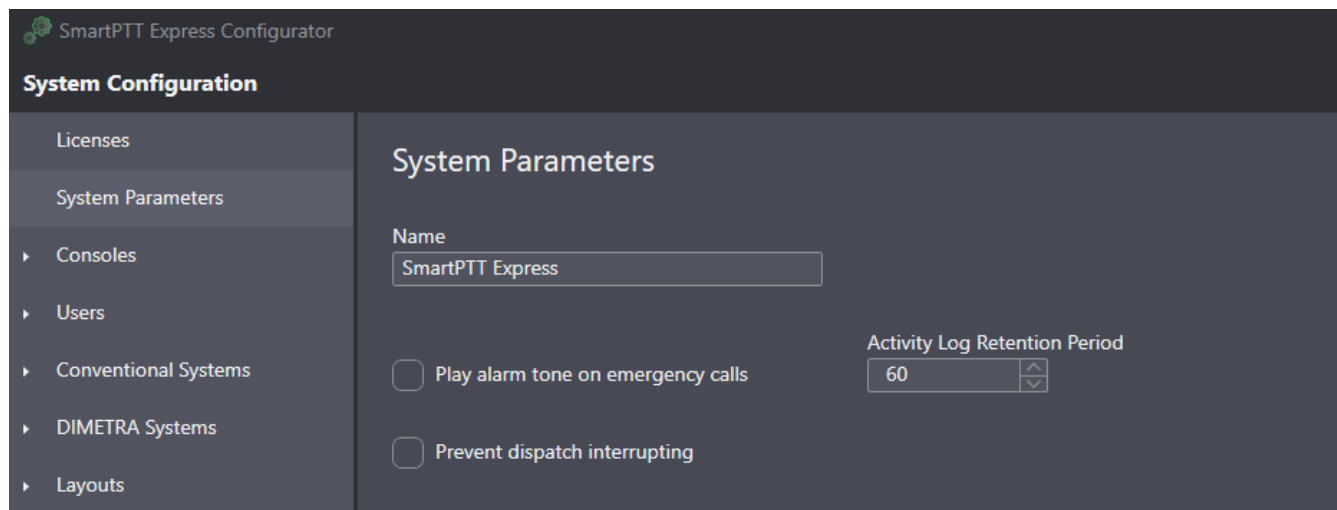 SmartPTT Express Configurator
System Configuration
Licenses
System Parameters
Consoles
Users
Conventional Systems
DIMETRA Systems
Layouts
System Parameters
Name
SmartPTT Express
Play alarm tone on emergency calls
Activity Log Retention Period
60
Prevent dispatch interrupting